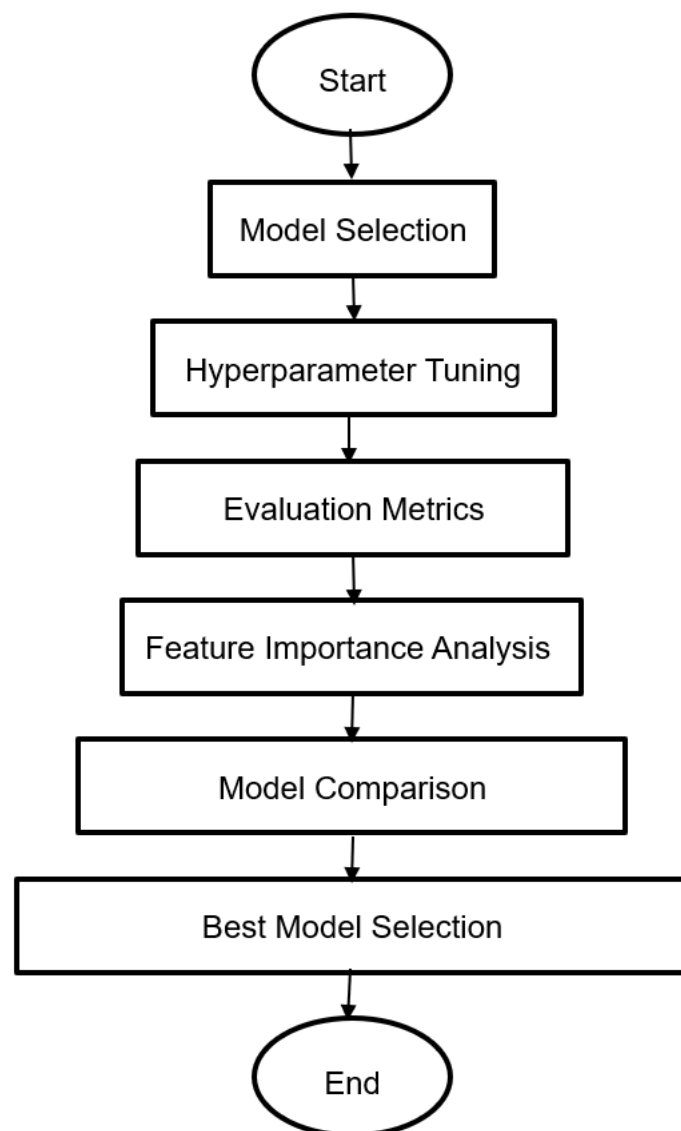 Start
Model Selection
Hyperparameter Tuning
Evaluation Metrics
Feature Importance Analysis
Model Comparison
Best Model Selection
End